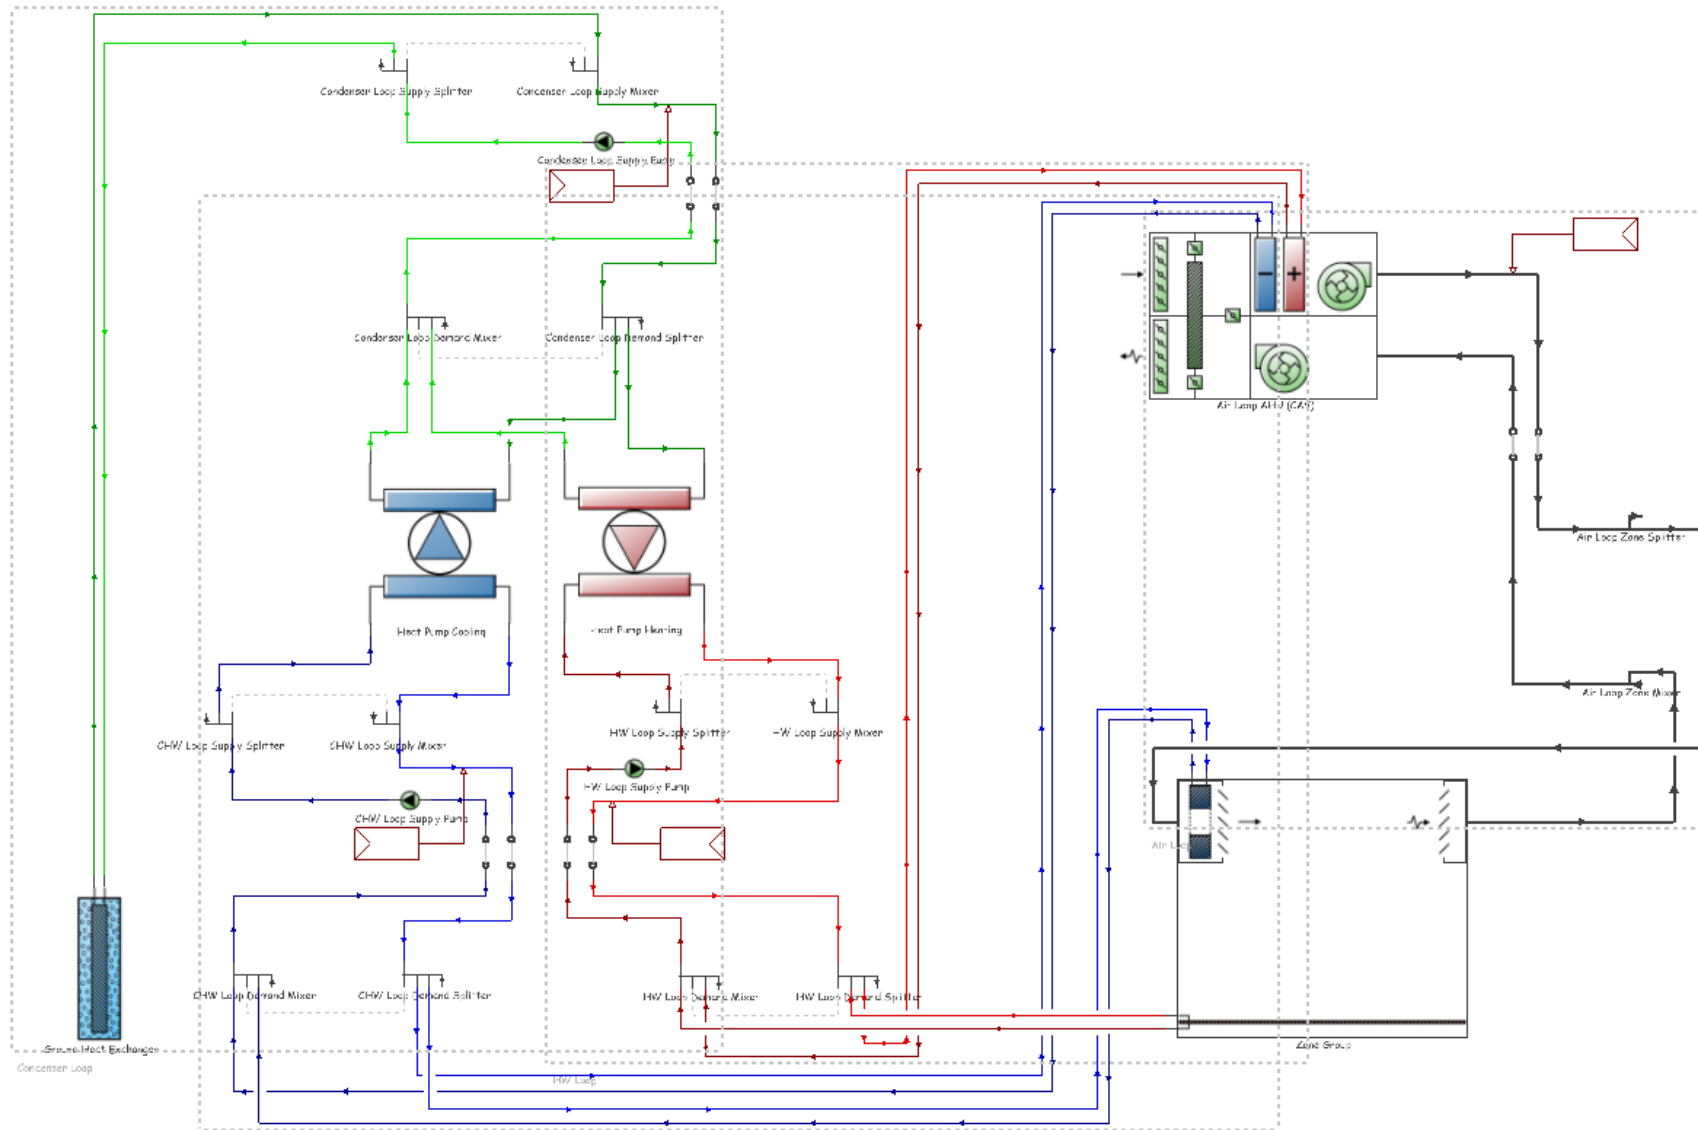 Condenser Loop Supply Splitter
Condenser Loop Supply Mixer
Condenser Loop Supply Pump
Condenser Loop Demand Mixer
Condenser Loop Demand Splitter
Air Loop AHU (CAV)
Air Loop Zone Splitter
Heat Pump Cooling
Heat Pump Heating
Air Loop Zone Mixer
CHW Loop Supply Splitter
CHW Loop Supply Mixer
HW Loop Supply Splitter
HW Loop Supply Mixer
HW Loop Supply Pump
CHW Loop Supply Pump
Air Loop
CHW Loop Demand Mixer
CHW Loop Demand Splitter
HW Loop Demand Mixer
HW Loop Demand Splitter
Ground Heat Exchanger
Zone Group
Condenser Loop
HW Loop